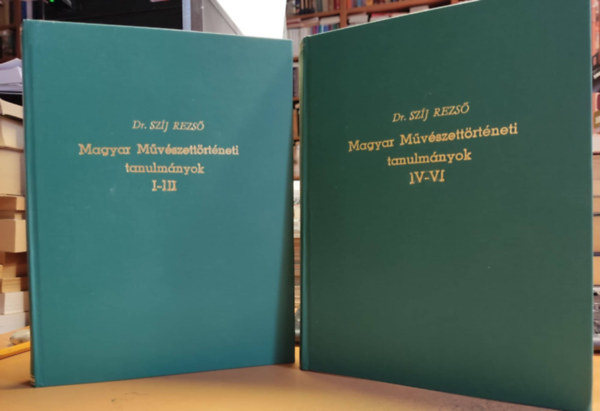 Dr. SZÍJ REZSŐ
Magyar Művészettörténeti
tanulmányok
I-III
Dr. SZÍJ REZSŐ
Magyar Művészettörténeti
tanulmányok
IV-VI